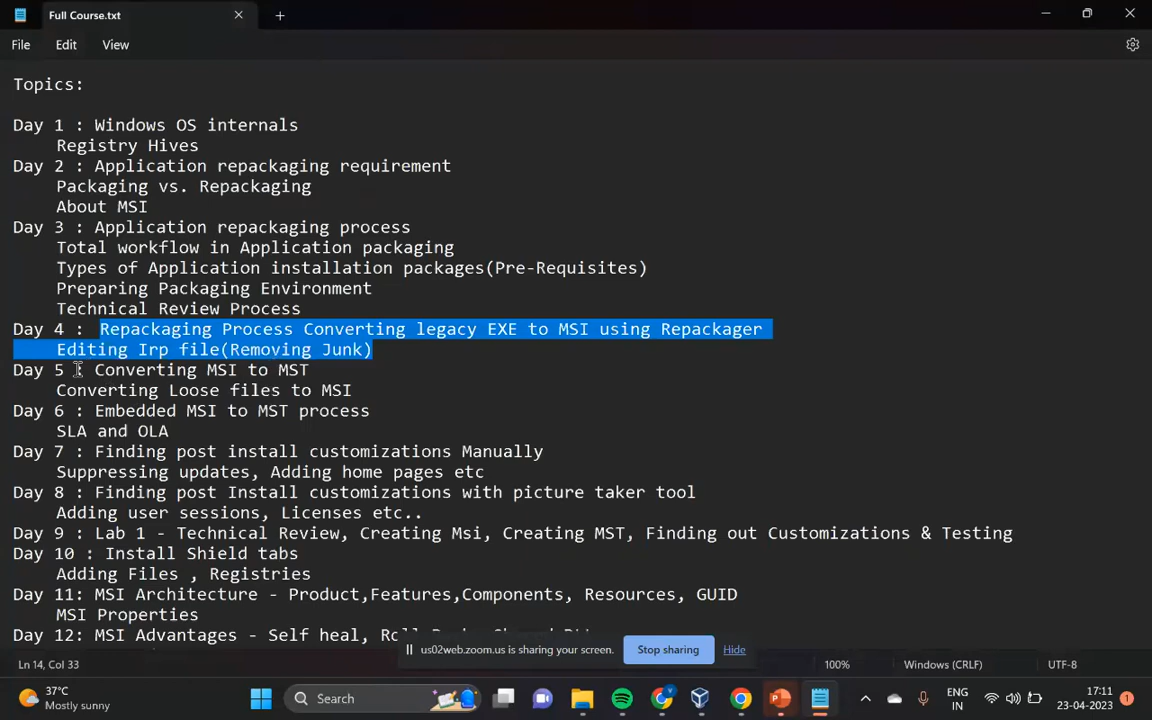 Full Course.txt
File Edit View
Topics:
Day 1 : Windows OS internals
Registry Hives
Day 2 : Application repackaging requirement
Packaging vs. Repackaging
About MSI
Day 3 : Application repackaging process
Total workflow in Application packaging
Types of Application installation packages(Pre-Requisites)
Preparing Packaging Environment
Technical Review Process
Day 4 : Repackaging Process Converting legacy EXE to MSI using Repackager
Editing Irp file(Removing Junk)
Day 5 : Converting MSI to MST
Converting Loose files to MSI
Day 6 : Embedded MSI to MST process
SLA and OLA
Day 7 : Finding post install customizations Manually
Suppressing updates, Adding home pages etc
Day 8 : Finding post Install customizations with picture taker tool
Adding user sessions, Licenses etc..
Day 9 : Lab 1 - Technical Review, Creating Msi, Creating MST, Finding out Customizations & Testing
Day 10 : Install Shield tabs
Adding Files , Registries
Day 11: MSI Architecture - Product,Features,Components, Resources, GUID
MSI Properties
Day 12: MSI Advantages - Self heal,
us02web.zoom.us is sharing your screen. Stop sharing Hide
Ln 14, Col 33 100% Windows (CRLF) UTF-8
37°C
Mostly sunny
Search
ENG
IN
17:11
23-04-2023
1